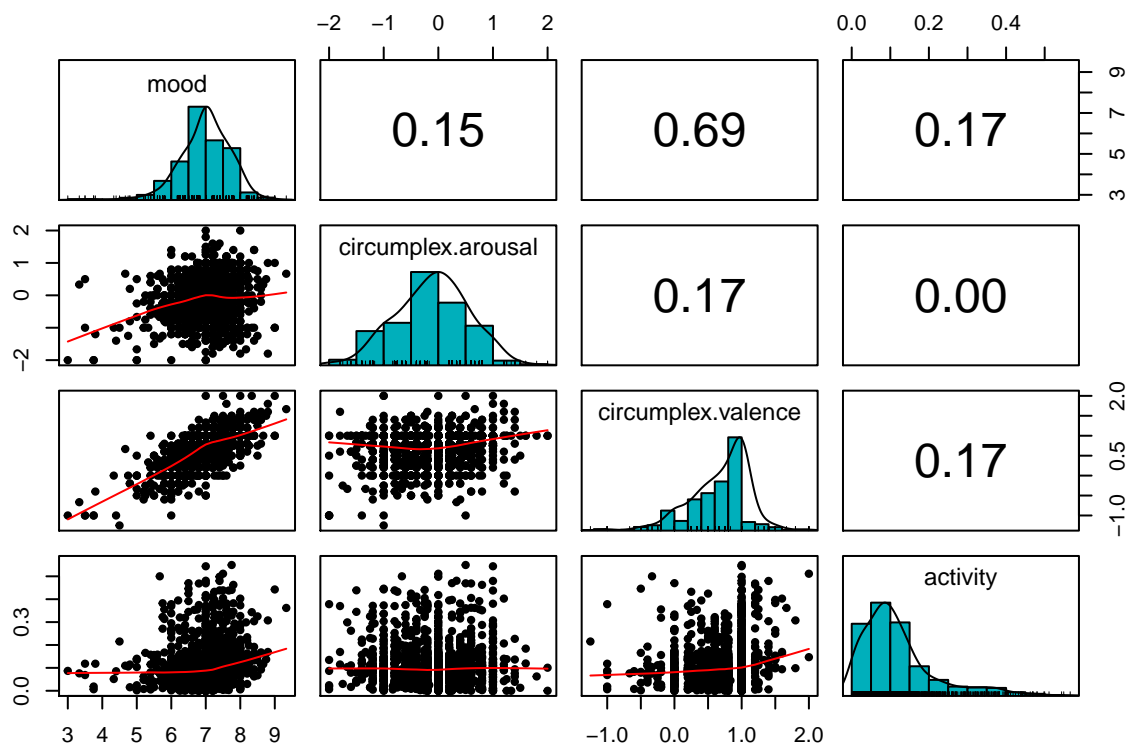 −2 −1 0 1 2 0.0 0.2 0.4
mood 0.15 0.69 0.17 3 5 7 9
−2 0 2 circumplex.arousal 0.17 0.00
circumplex.valence 0.17 −1.0 0.5 2.0
0.0 0.3 activity
3 4 5 6 7 8 9 −1.0 0.0 1.0 2.0